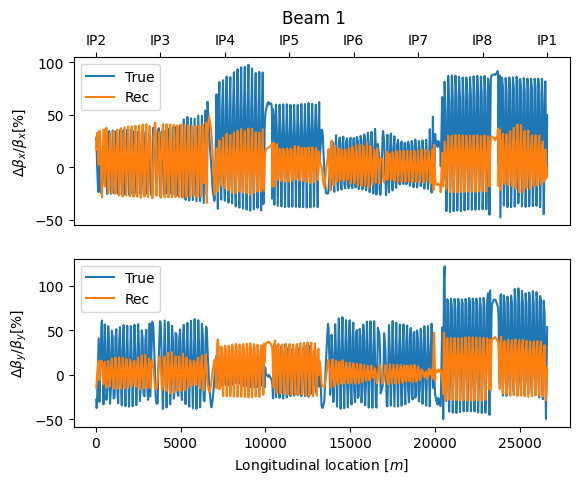 Beam 1
IP2 IP3 IP4 IP5 IP6 IP7 IP8 IP1
100
50
0
−50
Δβx/βx[%]
True
Rec
100
50
0
−50
Δβy/βy[%]
True
Rec
0 5000 10000 15000 20000 25000
Longitudinal location [m]